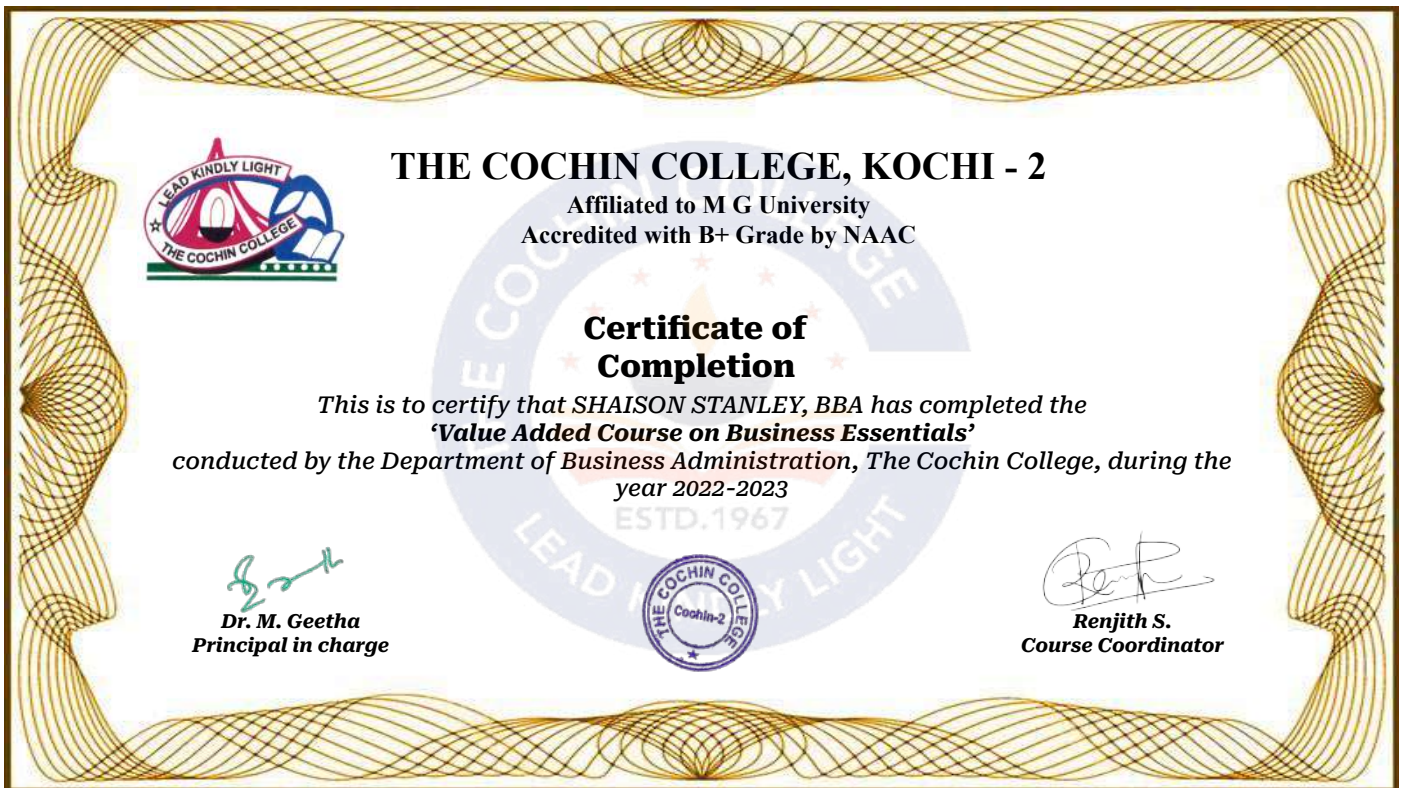 LEAD KINDLY LIGHT
THE COCHIN COLLEGE
THE COCHIN COLLEGE, KOCHI - 2
Affiliated to M G University
Accredited with B+ Grade by NAAC
THE COCHIN COLLEGE
Certificate of
Completion
This is to certify that SHAISON STANLEY, BBA has completed the
‘Value Added Course on Business Essentials’
conducted by the Department of Business Administration, The Cochin College, during the
year 2022-2023
ESTD.1967
LEAD KINDLY LIGHT
THE COCHIN COLLEGE
Cochin-2
Dr. M. Geetha
Principal in charge
Renjith S.
Course Coordinator